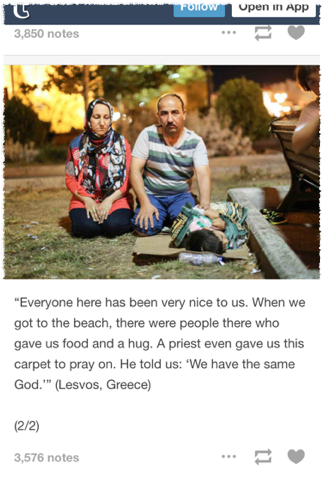 t
Follow
Open in App
3,850 notes
“Everyone here has been very nice to us. When we
got to the beach, there were people there who
gave us food and a hug. A priest even gave us this
carpet to pray on. He told us: ‘We have the same
God.’” (Lesvos, Greece)
(2/2)
3,576 notes